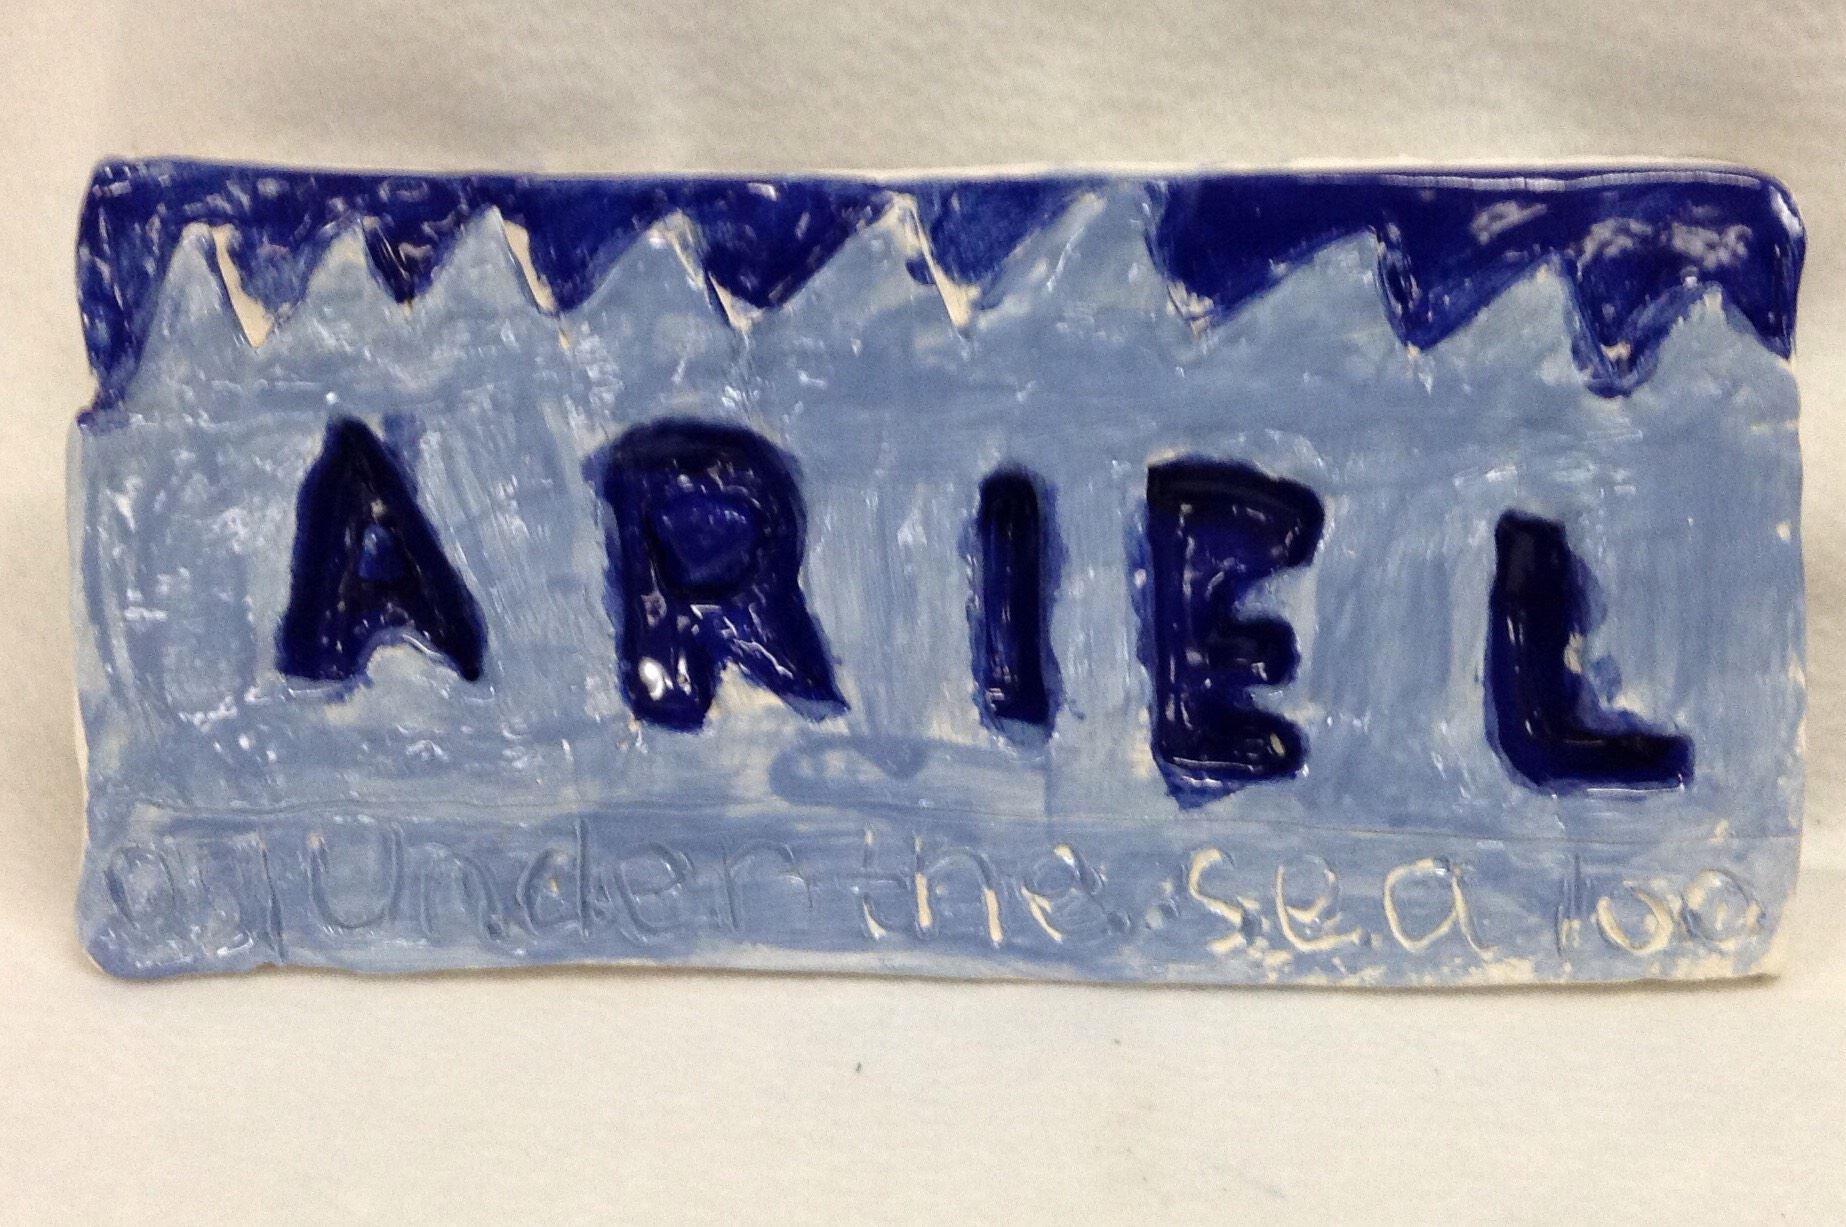 ARIEL
under the sea